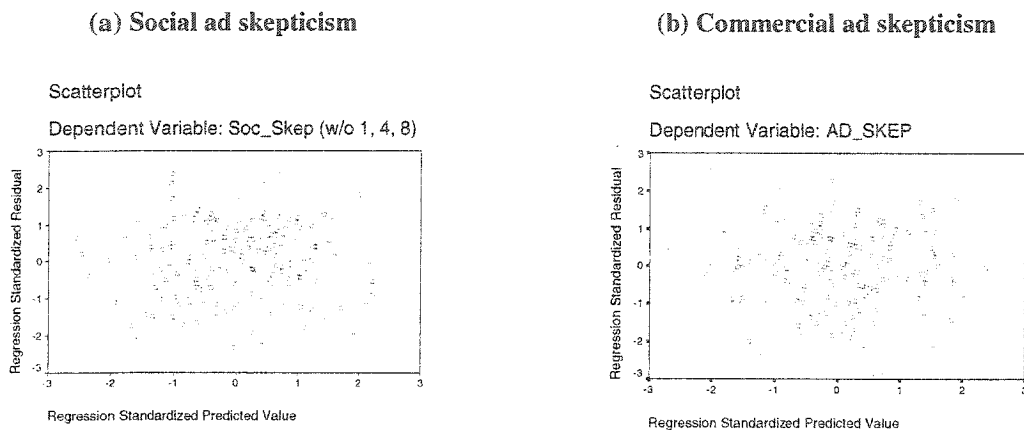 (a) Social ad skepticism
Scatterplot
Dependent Variable: Soc_Skep (w/o 1, 4, 8)
Regression Standardized Residual
3
2
1
0
-1
-2
-3
-3 -2 -1 0 1 2 3
Regression Standardized Predicted Value
(b) Commercial ad skepticism
Scatterplot
Dependent Variable: AD_SKEP
Regression Standardized Residual
3
2
1
0
-1
-2
-3
-3 -2 -1 0 1 2 3
Regression Standardized Predicted Value